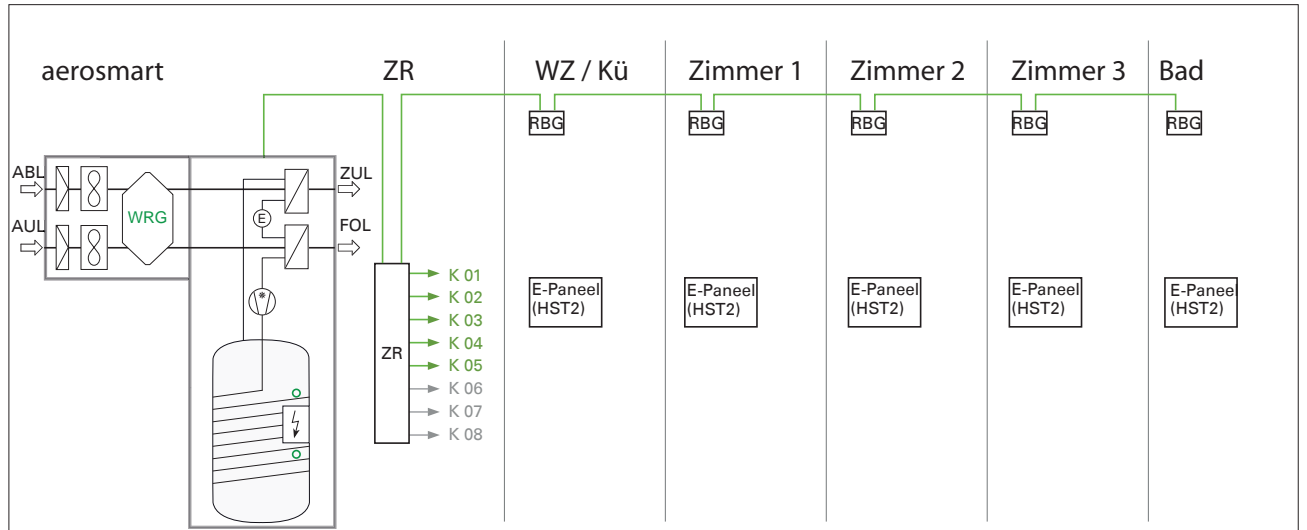 aerosmart
ZR
WZ / Kü
Zimmer 1
Zimmer 2
Zimmer 3
Bad
RBG
RBG
RBG
RBG
RBG
ABL
ZUL
WRG
E
AUL
FOL
K 01
K 02
K 03
K 04
K 05
K 06
K 07
K 08
ZR
E-Paneel
(HST2)
E-Paneel
(HST2)
E-Paneel
(HST2)
E-Paneel
(HST2)
E-Paneel
(HST2)